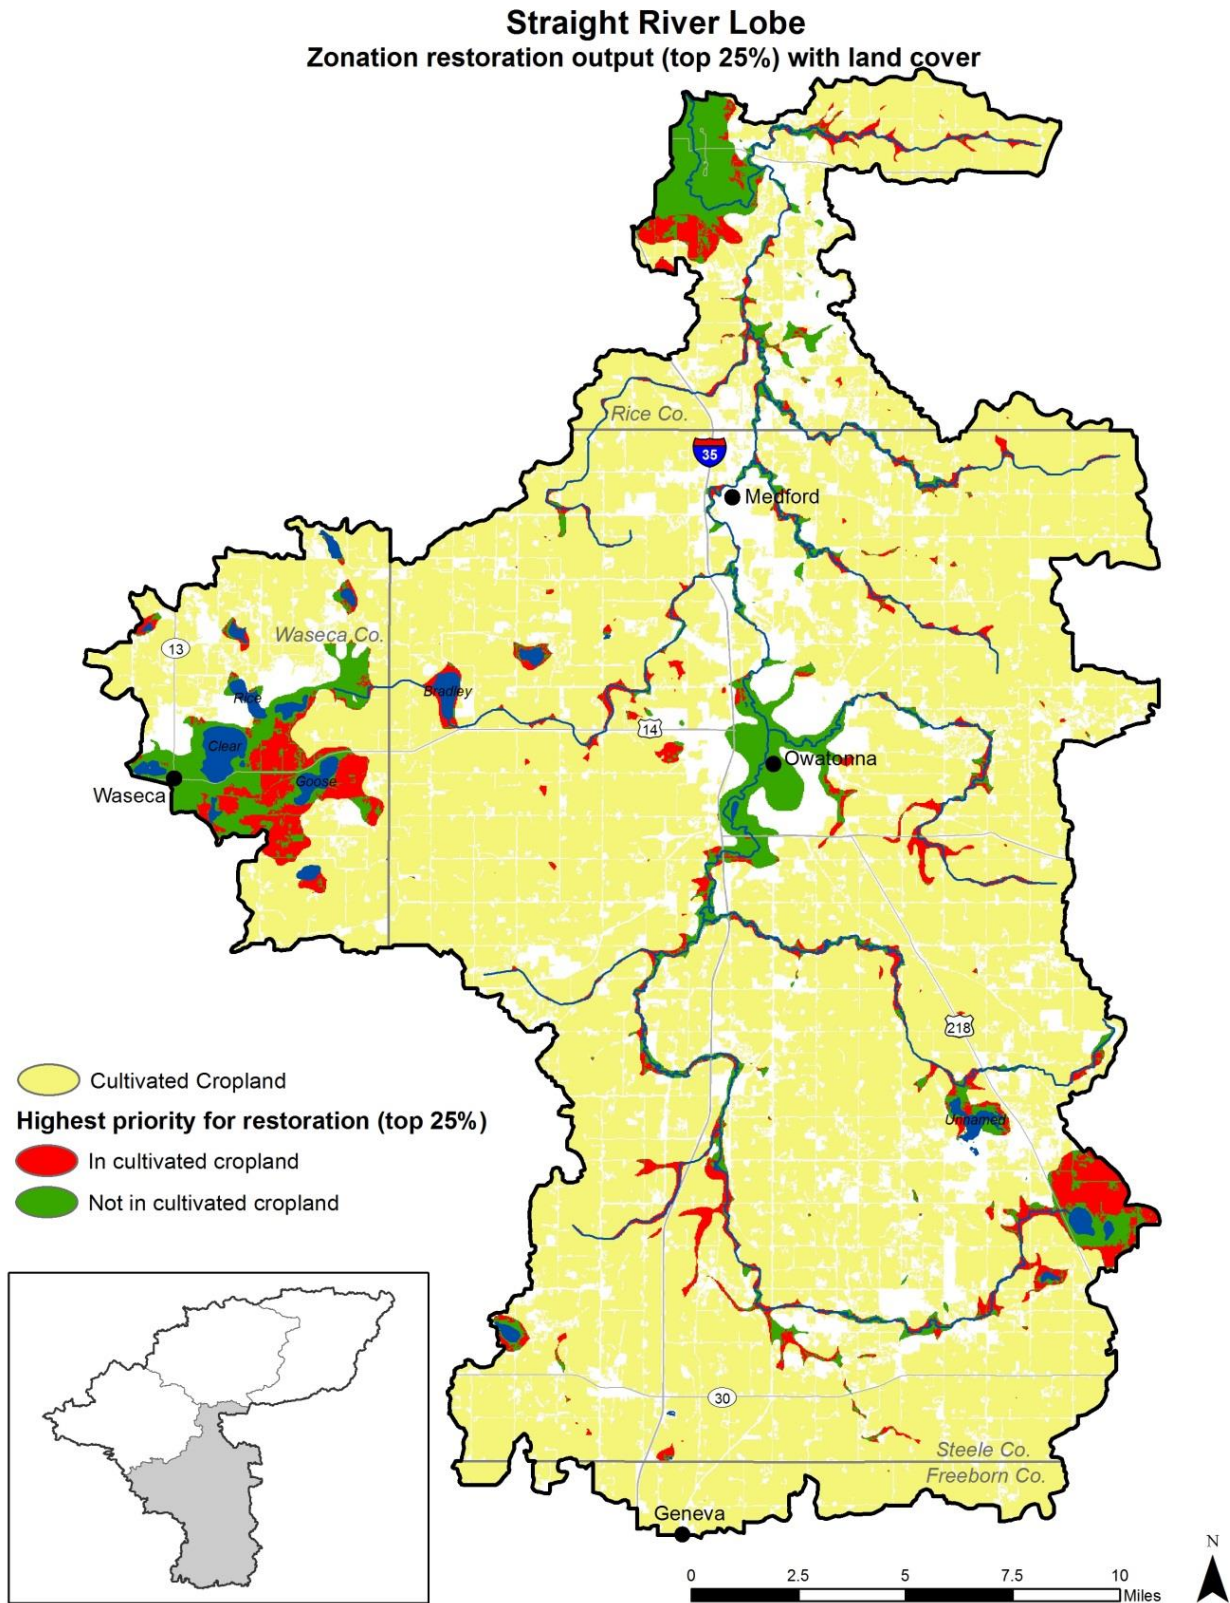 Straight River Lobe
Zonation restoration output (top 25%) with land cover
Rice Co.
35
Medford
Waseca Co.
13
Rice
Bradley
Clear
14
Goose
Owatonna
Waseca
218
Unnamed
Cultivated Cropland
Highest priority for restoration (top 25%)
In cultivated cropland
Not in cultivated cropland
30
Steele Co.
Freeborn Co.
Geneva
N
0 2.5 5 7.5 10
Miles